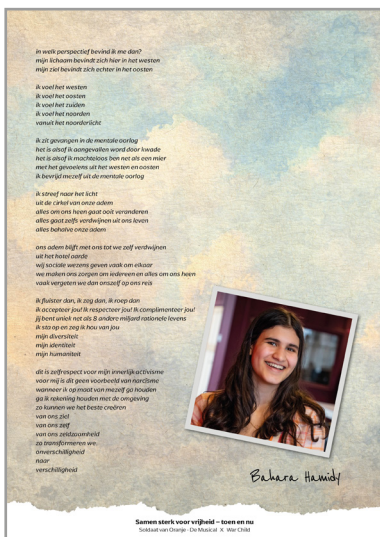 in welk perspectief bevind ik me dan?
mijn lichaam bevindt zich hier in het westen
mijn ziel bevindt zich echter in het oosten
ik voel het westen
ik voel het oosten
ik voel het zuiden
ik voel het noorden
vanuit het noorderlicht
ik zit gevangen in de mentale oorlog
het is alsof ik aangevallen word door kwade
het is alsof ik machteloos ben net als een mier
met het gevoelens uit het westen en oosten
ik bevrijd mezelf uit de mentale oorlog
ik streef naar het licht
uit de cirkel van onze adem
alles om ons heen gaat ooit veranderen
alles gaat zelfs verdwijnen uit ons leven
alles behalve onze adem
ons adem blijft met ons tot we zelf verdwijnen
uit het hotel aarde
wij sociale wezens geven vaak om elkaar
we maken ons zorgen om iedereen en alles om ons heen
vaak vergeten we dan onszelf op ons reis
ik fluister dan, ik zeg dan, ik roep dan
ik accepteer jou! Ik respecteer jou! Ik complimenteer jou!
jij bent uniek net als 8 andere miljard rationele levens
ik sta op en zeg ik hou van jou
mijn diversiteit
mijn identiteit
mijn humaniteit
dit is zelfrespect voor mijn innerlijk activisme
voor mij is dit geen voorbeeld van narcisme
wanneer ik op maat van mezelf ga houden
ga ik rekening houden met de omgeving
zo kunnen we het beste creëren
van ons ziel
van ons zelf
van ons zeldzaamheid
zo transformeren we
onverschilligheid
naar
verschilligheid
Bahara Hamidy
Samen sterk voor vrijheid – toen en nu
Soldaat van Oranje - De Musical X War Child